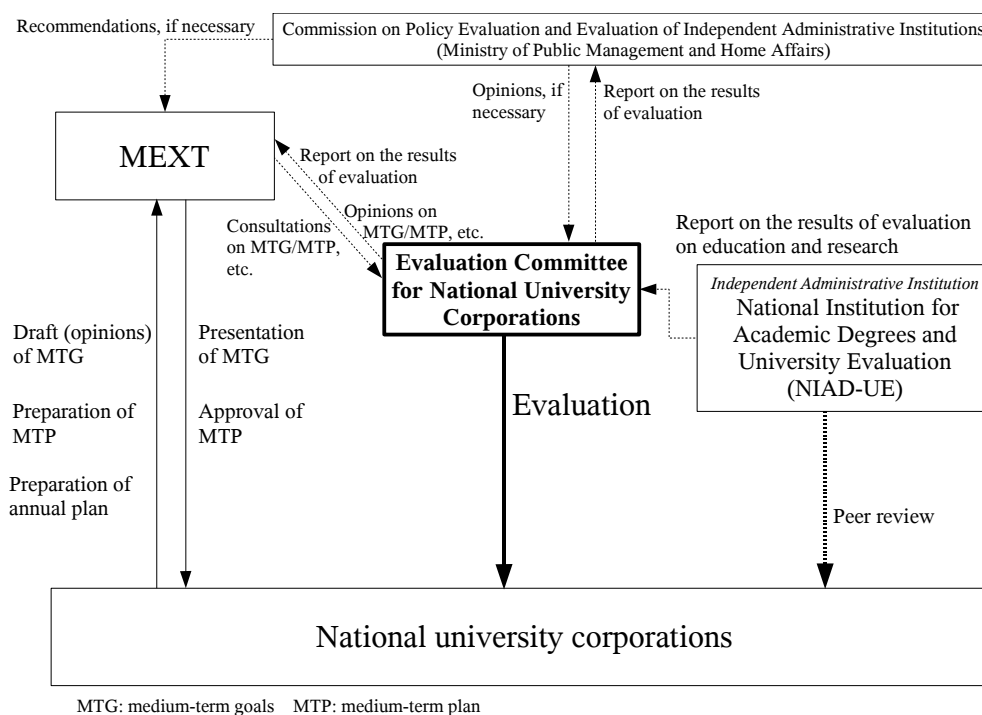 Recommendations, if necessary
Commission on Policy Evaluation and Evaluation of Independent Administrative Institutions
(Ministry of Public Management and Home Affairs)
Opinions, if
necessary
Report on the results
of evaluation
MEXT
Report on the results
of evaluation
Opinions on
MTG/MTP, etc.
Consultations
on MTG/MTP,
etc.
Report on the results of evaluation
on education and research
Evaluation Committee
for National University
Corporations
Independent Administrative Institution
National Institution for
Academic Degrees and
University Evaluation
(NIAD-UE)
Draft (opinions)
of MTG
Presentation
of MTG
Preparation of
MTP
Approval of
MTP
Evaluation
Preparation of
annual plan
Peer review
National university corporations
MTG: medium-term goals MTP: medium-term plan